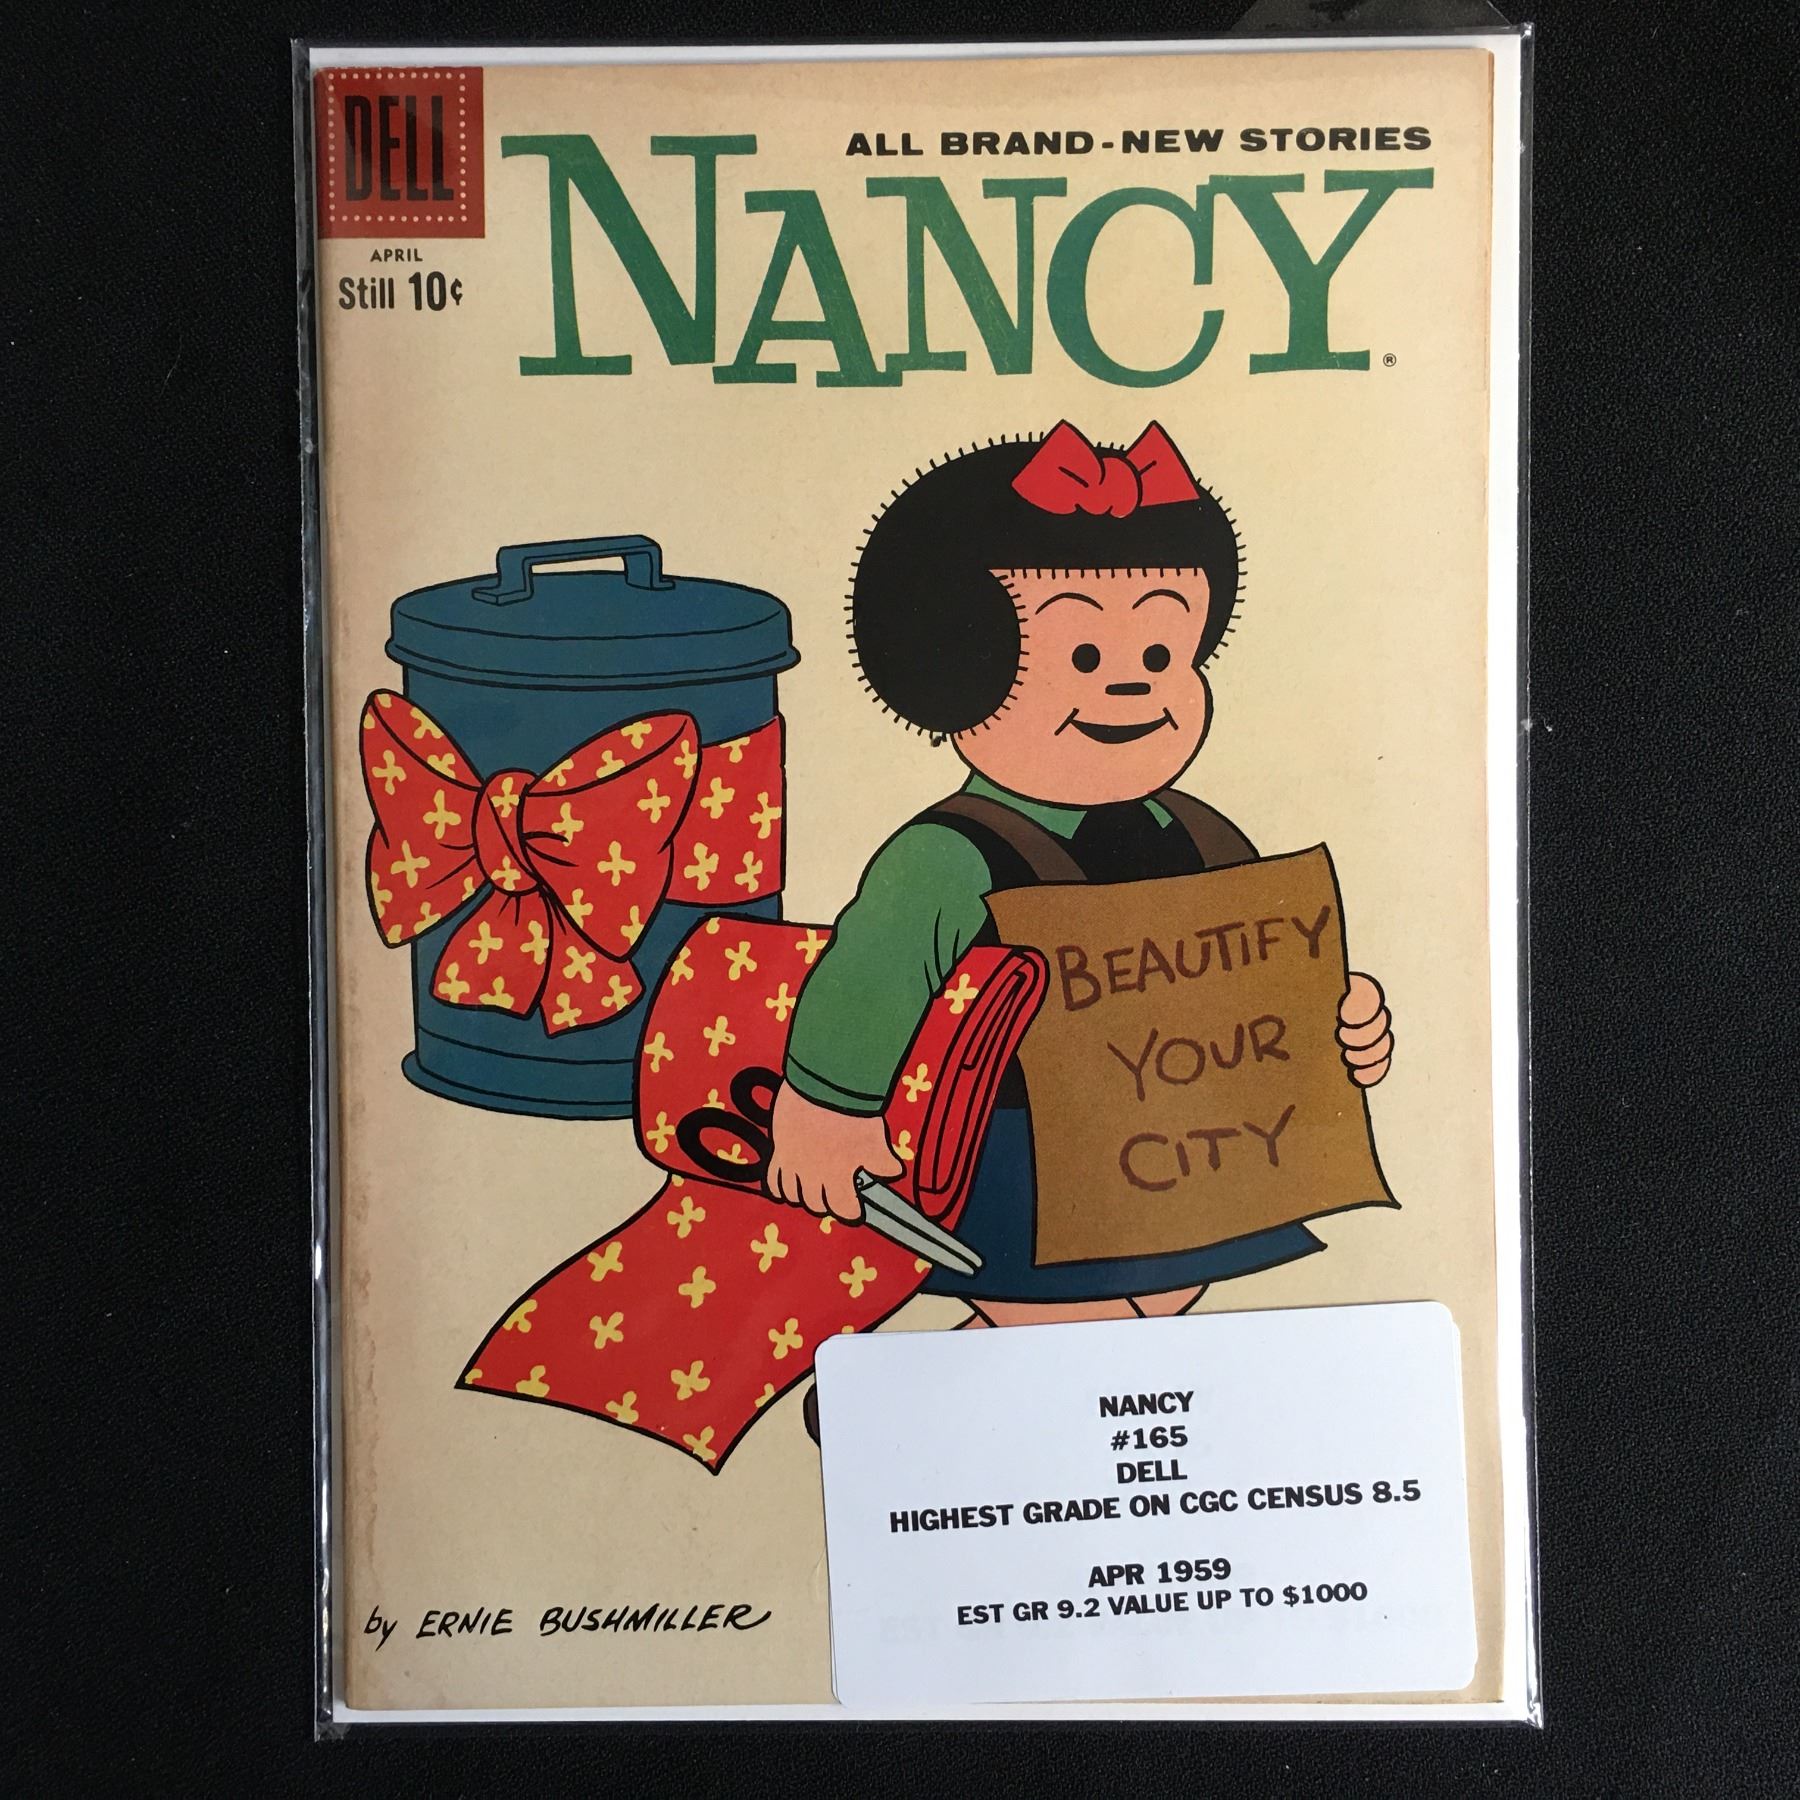 DELL
APRIL
Still 10¢
ALL BRAND-NEW STORIES
NANCY®
BEAUTIFY
YOUR
CITY
by ERNIE BUSHMILLER
NANCY
#165
DELL
HIGHEST GRADE ON CGC CENSUS 8.5
APR 1959
EST GR 9.2 VALUE UP TO $1000